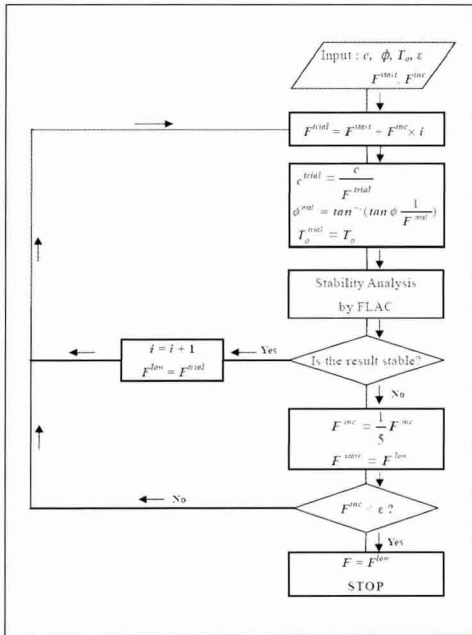 Input : c, ϕ, T_o, ε
F^start, F^inc
F^trial = F^start + F^inc × i
c^trial = c / F^trial
ϕ^trial = tan^-1 (tan ϕ 1 / F^trial)
T_o^trial = T_o
Stability Analysis
by FLAC
Is the result stable?
Yes
i = i + 1
F^low = F^trial
No
F^inc = 1/5 F^inc
F^start = F^low
F^inc < ε ?
No
Yes
F = F^low
STOP